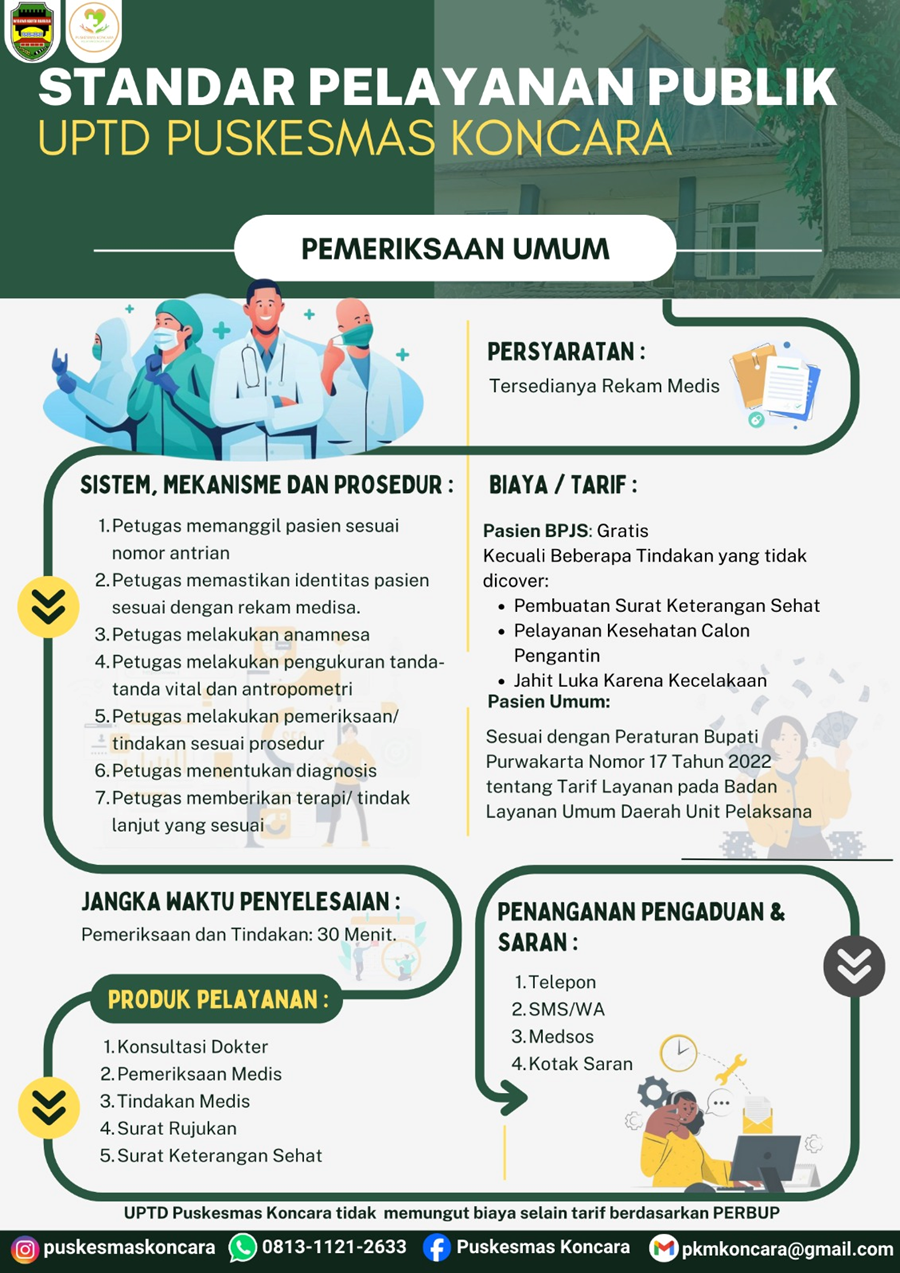 STANDAR PELAYANAN PUBLIK
UPTD PUSKESMAS KONCARA
PEMERIKSAAN UMUM
PERSYARATAN :
Tersedianya Rekam Medis
SISTEM, MEKANISME DAN PROSEDUR :
1. Petugas memanggil pasien sesuai
nomor antrian
2. Petugas memastikan identitas pasien
sesuai dengan rekam medisa.
3. Petugas melakukan anamnesa
4. Petugas melakukan pengukuran tanda-
tanda vital dan antropometri
5. Petugas melakukan pemeriksaan/
tindakan sesuai prosedur
6. Petugas menentukan diagnosis
7. Petugas memberikan terapi/ tindak
lanjut yang sesuai
BIAYA / TARIF :
Pasien BPJS: Gratis
Kecuali Beberapa Tindakan yang tidak
dicover:
• Pembuatan Surat Keterangan Sehat
• Pelayanan Kesehatan Calon
Pengantin
• Jahit Luka Karena Kecelakaan
Pasien Umum:
Sesuai dengan Peraturan Bupati
Purwakarta Nomor 17 Tahun 2022
tentang Tarif Layanan pada Badan
Layanan Umum Daerah Unit Pelaksana
JANGKA WAKTU PENYELESAIAN :
Pemeriksaan dan Tindakan: 30 Menit.
PRODUK PELAYANAN :
1. Konsultasi Dokter
2. Pemeriksaan Medis
3. Tindakan Medis
4. Surat Rujukan
5. Surat Keterangan Sehat
PENANGANAN PENGADUAN &
SARAN :
1. Telepon
2. SMS/WA
3. Medsos
4. Kotak Saran
UPTD Puskesmas Koncara tidak memungut biaya selain tarif berdasarkan PERBUP
puskesmaskoncara 0813-1121-2633 Puskesmas Koncara pkmkoncara@gmail.com